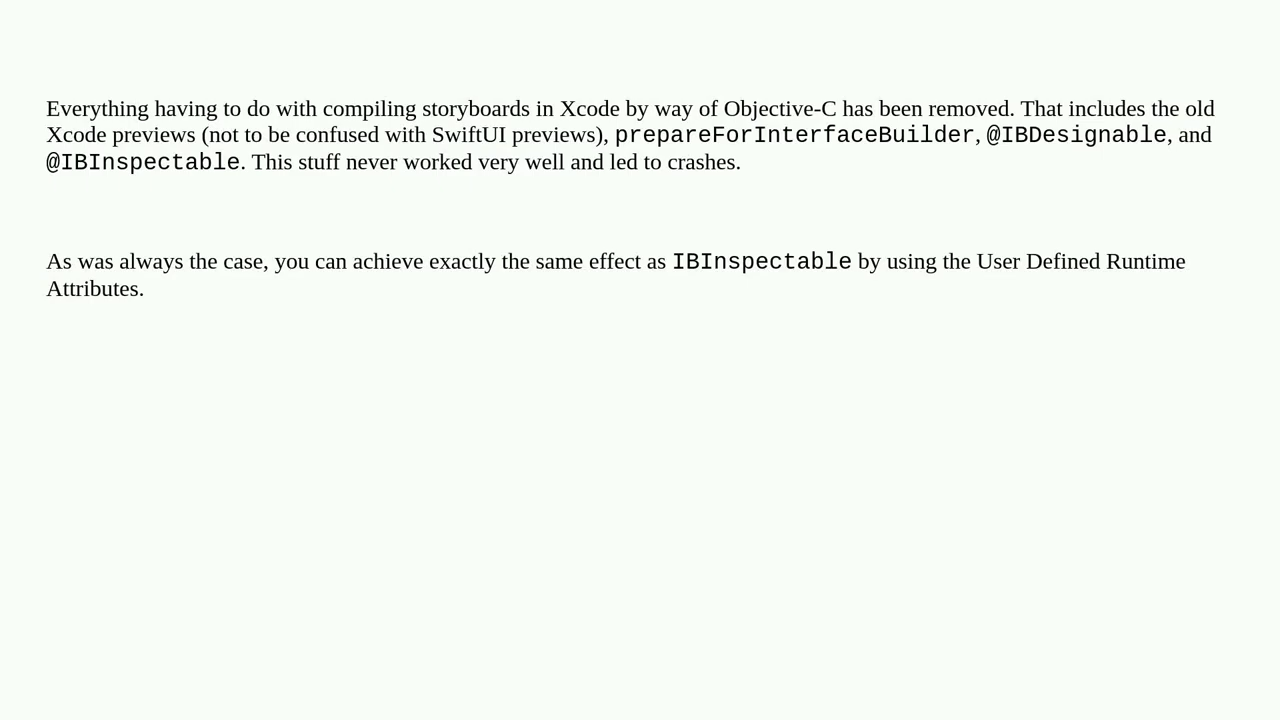 Everything having to do with compiling storyboards in Xcode by way of Objective-C has been removed. That includes the old
Xcode previews (not to be confused with SwiftUI previews), prepareForInterfaceBuilder, @IBDesignable, and
@IBInspectable. This stuff never worked very well and led to crashes.
As was always the case, you can achieve exactly the same effect as IBInspectable by using the User Defined Runtime
Attributes.